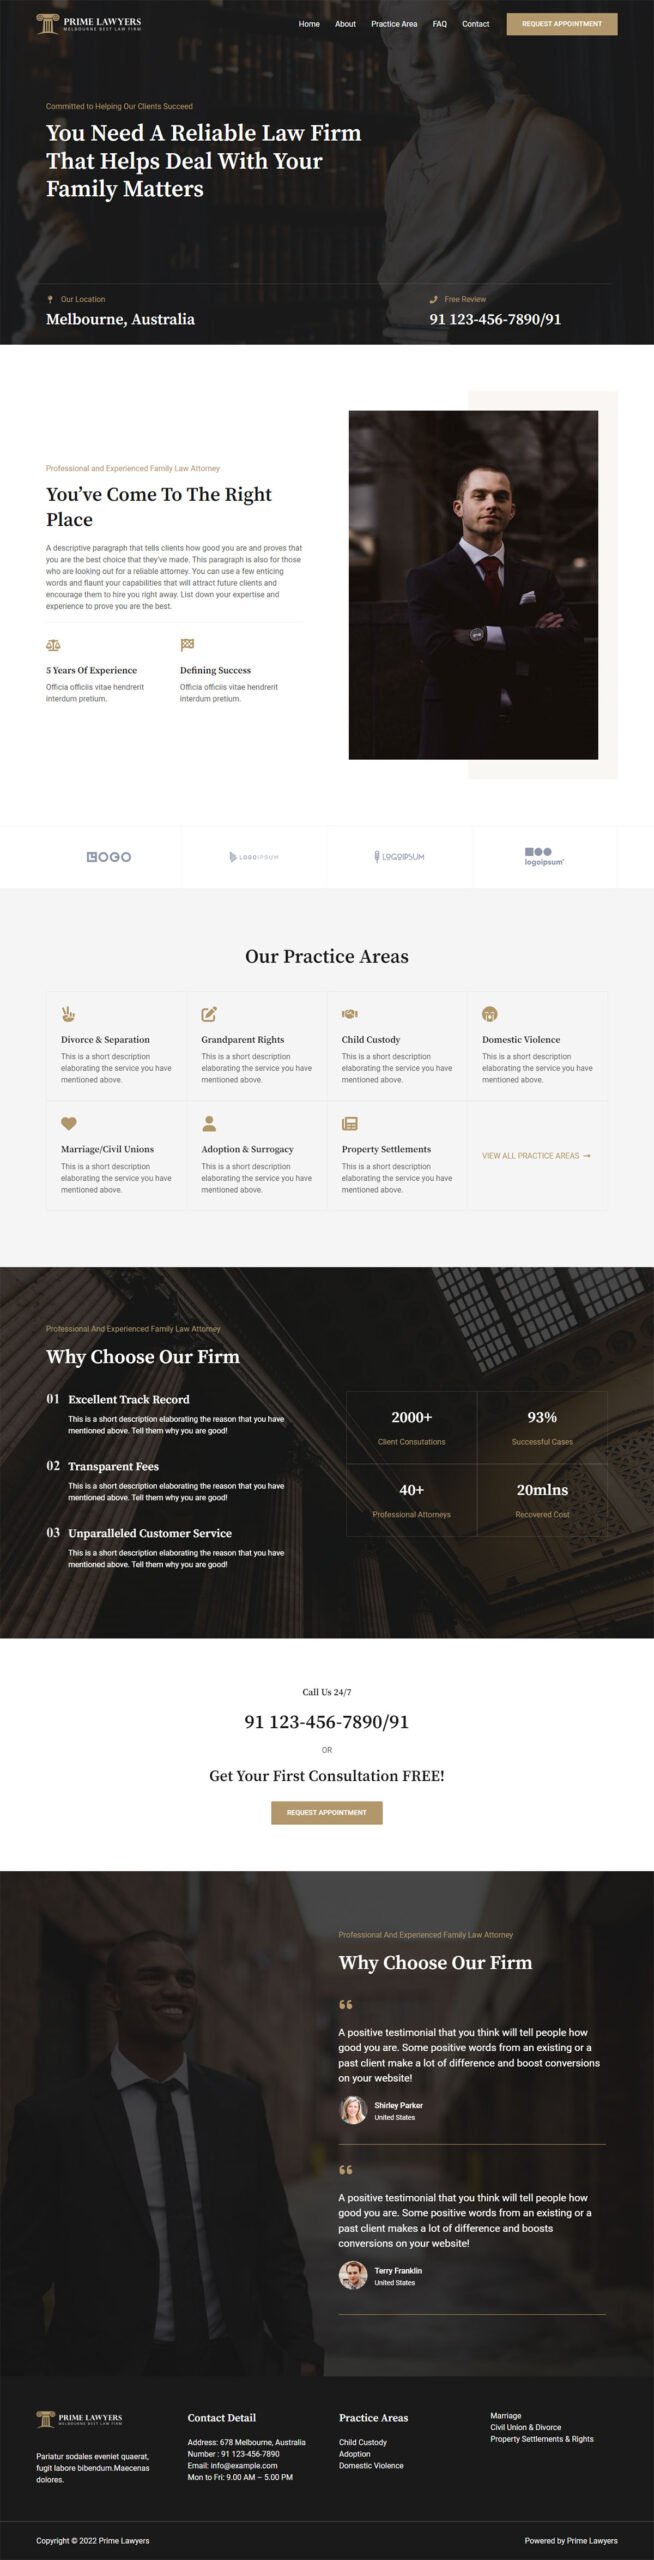 PRIME LAWYERS
MELBOURNE BEST LAW FIRM
Home
About
Practice Area
FAQ
Contact
REQUEST APPOINTMENT
Committed to Helping Our Clients Succeed
You Need A Reliable Law Firm
That Helps Deal With Your
Family Matters
Our Location
Melbourne, Australia
Free Review
91 123-456-7890/91
Professional and Experienced Family Law Attorney
You’ve Come To The Right
Place
A descriptive paragraph that tells clients how good you are and proves that
you are the best choice that they’ve made. This paragraph is also for those
who are looking out for a reliable attorney. You can use a few enticing
words and flaunt your capabilities that will attract future clients and
encourage them to hire you right away. List down your expertise and
experience to prove you are the best.
5 Years Of Experience
Officia officiis vitae hendrerit
interdum pretium.
Defining Success
Officia officiis vitae hendrerit
interdum pretium.
LOGO
LOGOIPSUM
LOGOIPSUM
logoipsum
Our Practice Areas
Divorce & Separation
This is a short description
elaborating the service you have
mentioned above.
Grandparent Rights
This is a short description
elaborating the service you have
mentioned above.
Child Custody
This is a short description
elaborating the service you have
mentioned above.
Domestic Violence
This is a short description
elaborating the service you have
mentioned above.
Marriage/Civil Unions
This is a short description
elaborating the service you have
mentioned above.
Adoption & Surrogacy
This is a short description
elaborating the service you have
mentioned above.
Property Settlements
This is a short description
elaborating the service you have
mentioned above.
VIEW ALL PRACTICE AREAS
Professional And Experienced Family Law Attorney
Why Choose Our Firm
01 Excellent Track Record
This is a short description elaborating the reason that you have
mentioned above. Tell them why you are good!
02 Transparent Fees
This is a short description elaborating the reason that you have
mentioned above. Tell them why you are good!
03 Unparalleled Customer Service
This is a short description elaborating the reason that you have
mentioned above. Tell them why you are good!
2000+
Client Consutations
93%
Successful Cases
40+
Professional Attorneys
20mlns
Recovered Cost
Call Us 24/7
91 123-456-7890/91
OR
Get Your First Consultation FREE!
REQUEST APPOINTMENT
Professional And Experienced Family Law Attorney
Why Choose Our Firm
A positive testimonial that you think will tell people how
good you are. Some positive words from an existing or a
past client make a lot of difference and boost conversions
on your website!
Shirley Parker
United States
A positive testimonial that you think will tell people how
good you are. Some positive words from an existing or a
past client makes a lot of difference and boosts
conversions on your website!
Terry Franklin
United States
PRIME LAWYERS
MELBOURNE BEST LAW FIRM
Pariatur sodales eveniet quaerat,
fugit labore bibendum.Maecenas
dolores.
Contact Detail
Address: 678 Melbourne, Australia
Number : 91 123-456-7890
Email: info@example.com
Mon to Fri: 9.00 AM – 5.00 PM
Practice Areas
Child Custody
Adoption
Domestic Violence
Marriage
Civil Union & Divorce
Property Settlements & Rights
Copyright © 2022 Prime Lawyers
Powered by Prime Lawyers